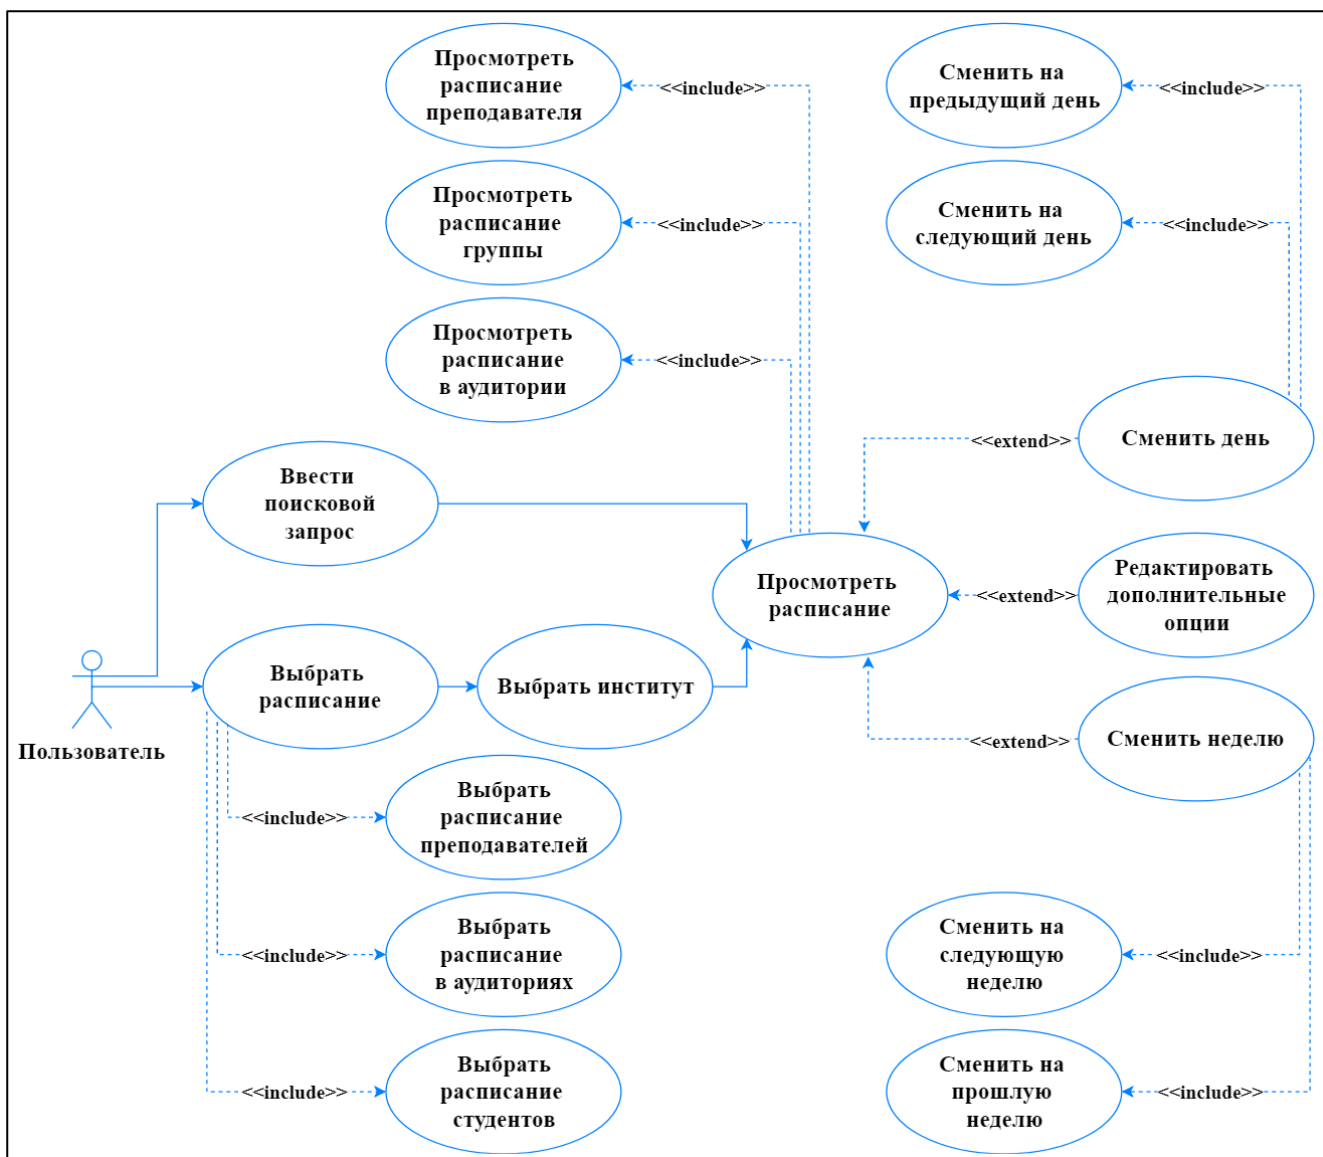 Просмотреть
расписание
преподавателя
<<include>>
Сменить на
предыдущий день
<<include>>
Просмотреть
расписание
группы
<<include>>
Сменить на
следующий день
<<include>>
Просмотреть
расписание
в аудитории
<<include>>
<<extend>>
Сменить день
Ввести
поисковой
запрос
Просмотреть
расписание
<<extend>>
Редактировать
дополнительные
опции
Выбрать
расписание
Выбрать институт
Пользователь
<<extend>>
Сменить неделю
<<include>>
Выбрать
расписание
преподавателей
<<include>>
Выбрать
расписание
в аудиториях
Сменить на
следующую
неделю
<<include>>
<<include>>
Выбрать
расписание
студентов
Сменить на
прошлую
неделю
<<include>>